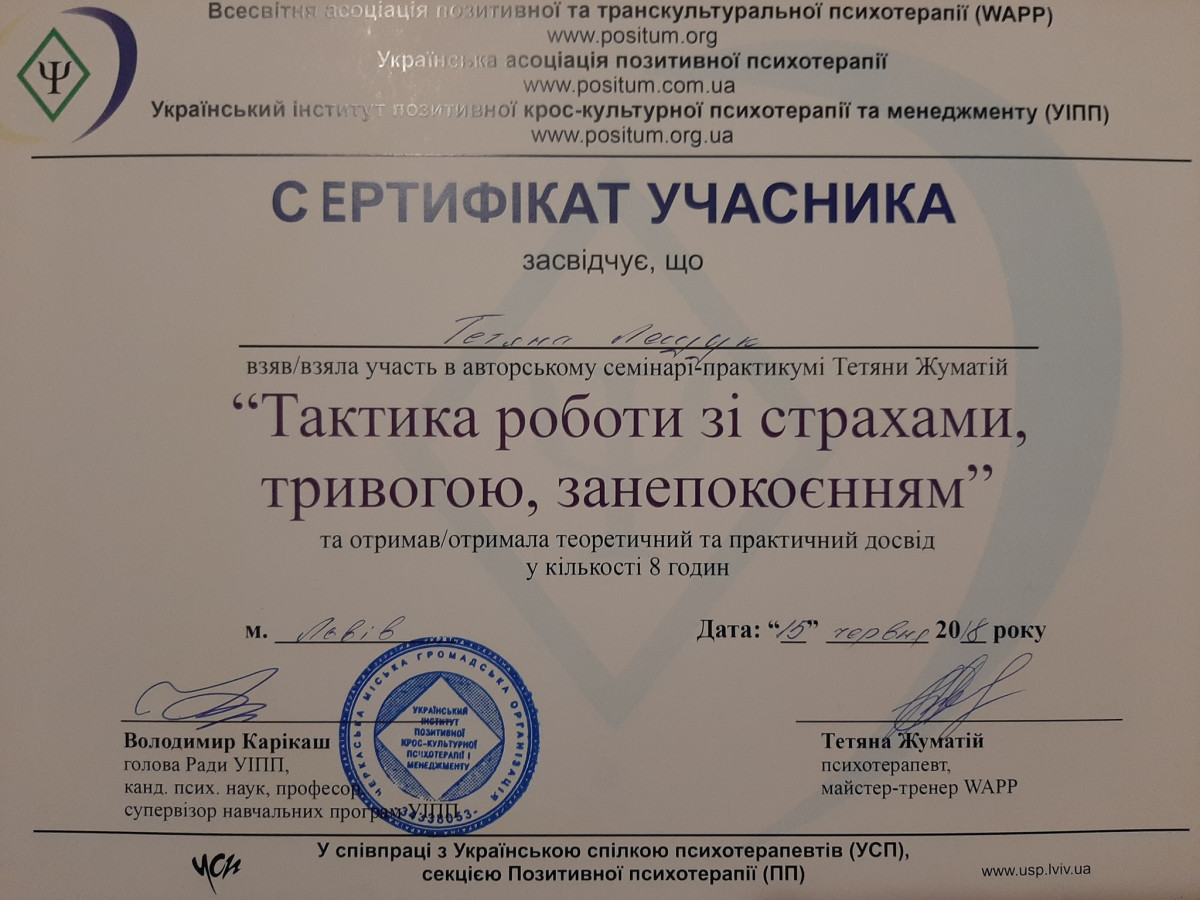 Всесвітня асоціація позитивної та транскультуральної психотерапії (WAPP)
www.positum.org
Українська асоціація позитивної психотерапії
www.positum.com.ua
Український інститут позитивної крос-культурної психотерапії та менеджменту (УІПП)
www.positum.org.ua
Ψ
СЕРТИФІКАТ УЧАСНИКА
засвідчує, що
Тетяна Лещук
взяв/взяла участь в авторському семінарі-практикумі Тетяни Жуматій
“Тактика роботи зі страхами,
тривогою, занепокоєнням”
та отримав/отримала теоретичний та практичний досвід
у кількості 8 годин
м. Львів
Дата: “15” червня 2018 року
Володимир Карікаш
голова Ради УІПП,
канд. псих. наук, професор,
супервізор навчальних програм УІПП
ЧЕРКАСЬКА МІСЬКА ГРОМАДСЬКА ОРГАНІЗАЦІЯ
УКРАЇНСЬКИЙ
ІНСТИТУТ
ПОЗИТИВНОЇ
КРОС-КУЛЬТУРНОЇ
ПСИХОТЕРАПІЇ І
МЕНЕДЖМЕНТУ
Тетяна Жуматій
психотерапевт,
майстер-тренер WAPP
УСП
У співпраці з Українською спілкою психотерапевтів (УСП),
секцією Позитивної психотерапії (ПП)
www.usp.lviv.ua